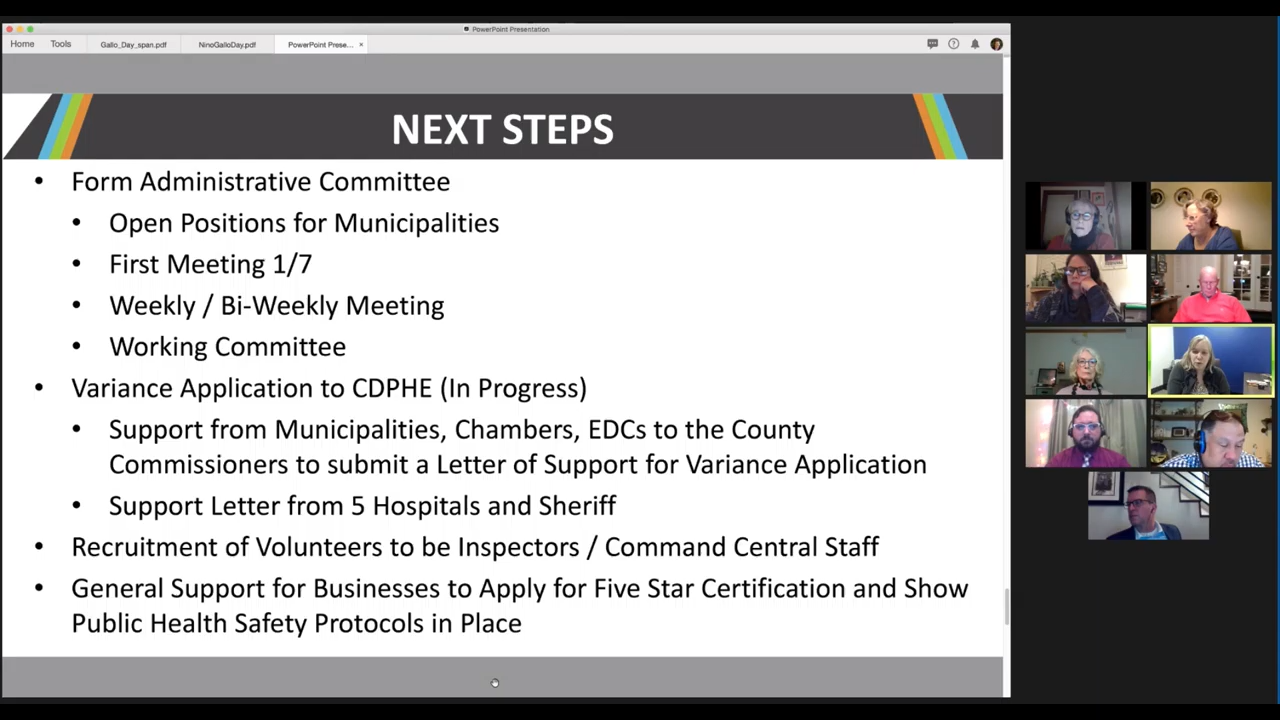 PowerPoint Presentation
Home Tools Gallo_Day_span.pdf NinoGalloDay.pdf PowerPoint Prese... ×
NEXT STEPS
• Form Administrative Committee
• Open Positions for Municipalities
• First Meeting 1/7
• Weekly / Bi-Weekly Meeting
• Working Committee
• Variance Application to CDPHE (In Progress)
• Support from Municipalities, Chambers, EDCs to the County
Commissioners to submit a Letter of Support for Variance Application
• Support Letter from 5 Hospitals and Sheriff
• Recruitment of Volunteers to be Inspectors / Command Central Staff
• General Support for Businesses to Apply for Five Star Certification and Show
Public Health Safety Protocols in Place